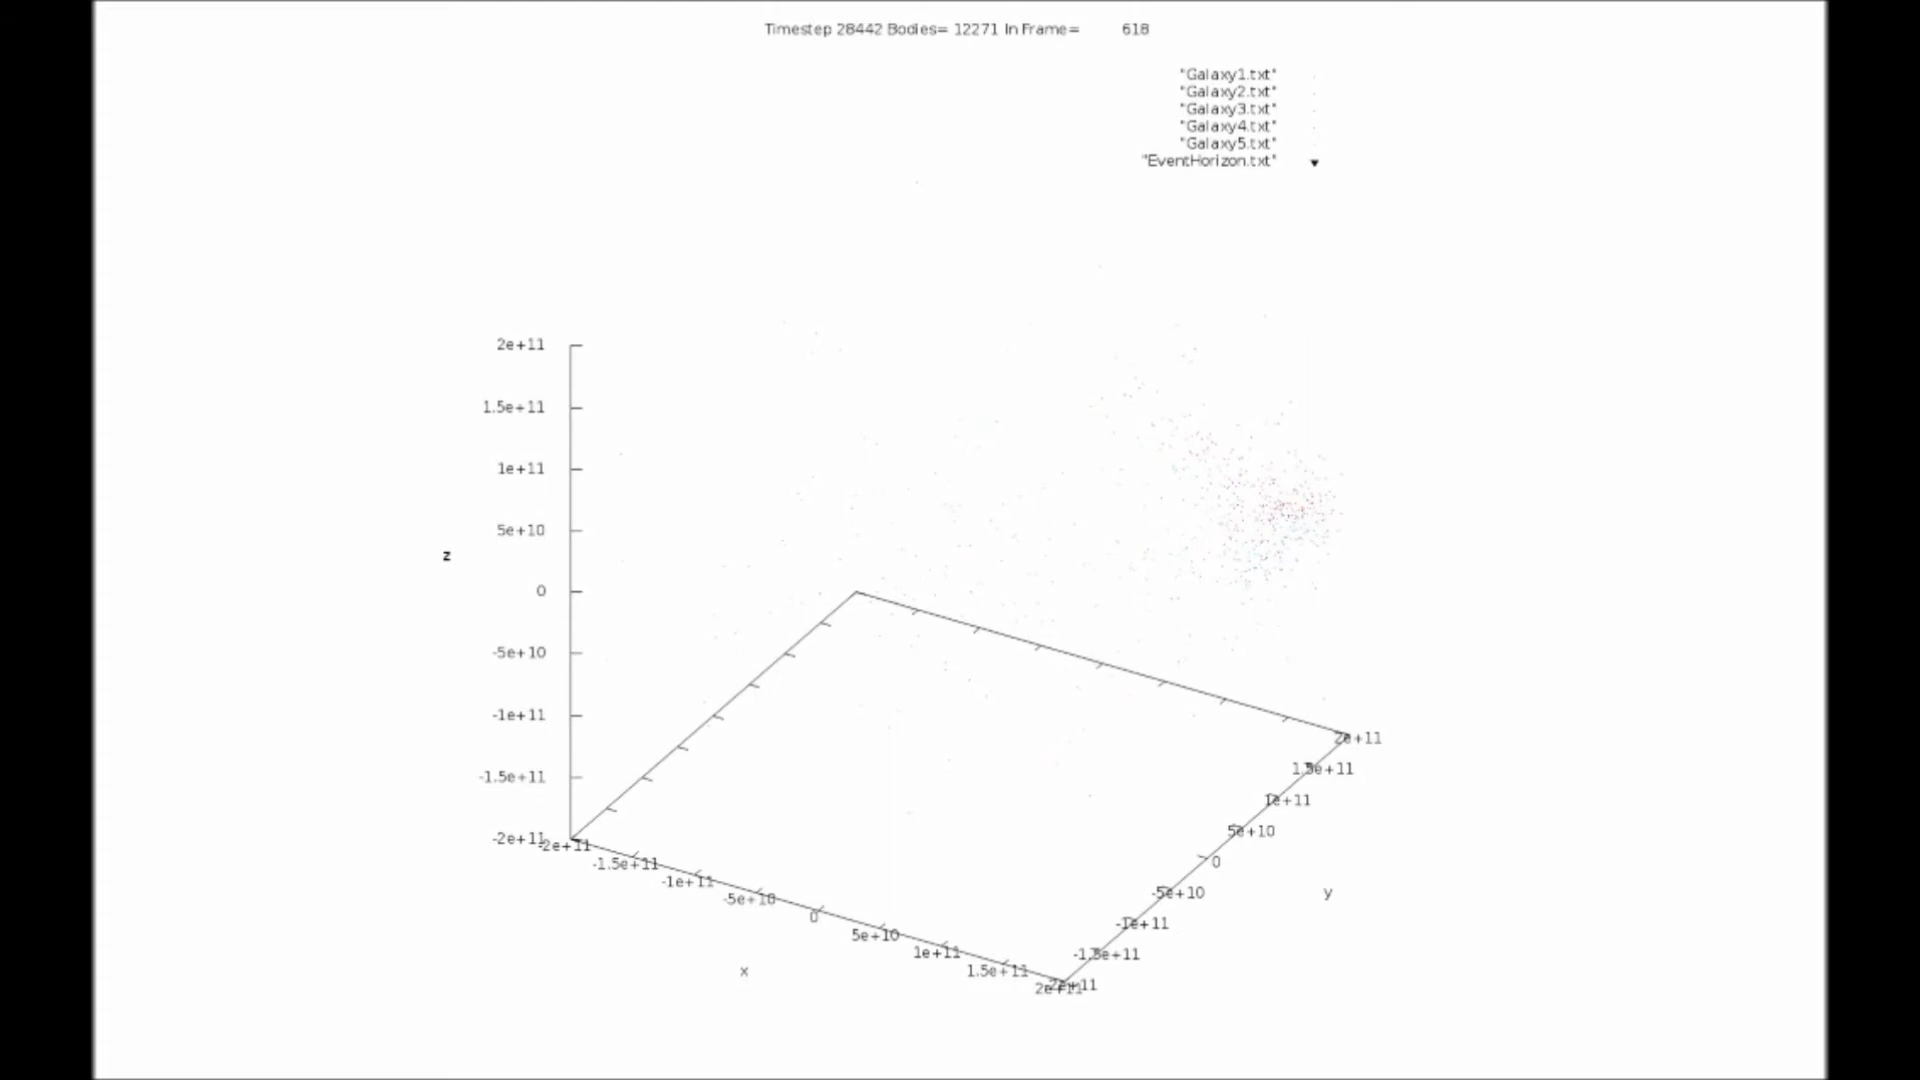 Timestep 28442 Bodies= 12271 In Frame= 618
"Galaxy1.txt"
"Galaxy2.txt"
"Galaxy3.txt"
"Galaxy4.txt"
"Galaxy5.txt"
"EventHorizon.txt"
2e+11
1.5e+11
1e+11
5e+10
z
0
-5e+10
-1e+11
-1.5e+11
-2e+11
-2e+11
-1.5e+11
-1e+11
-5e+10
0
5e+10
1e+11
1.5e+11
2e+11
x
2e+11
1.5e+11
1e+11
5e+10
0
-5e+10
-1e+11
-1.5e+11
-2e+11
y